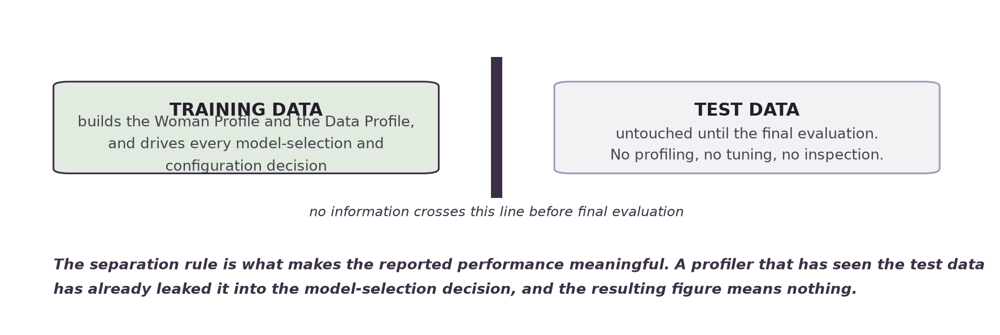 TRAINING DATA
builds the Woman Profile and the Data Profile,
and drives every model-selection and
configuration decision
TEST DATA
untouched until the final evaluation.
No profiling, no tuning, no inspection.
no information crosses this line before final evaluation
The separation rule is what makes the reported performance meaningful. A profiler that has seen the test data
has already leaked it into the model-selection decision, and the resulting figure means nothing.